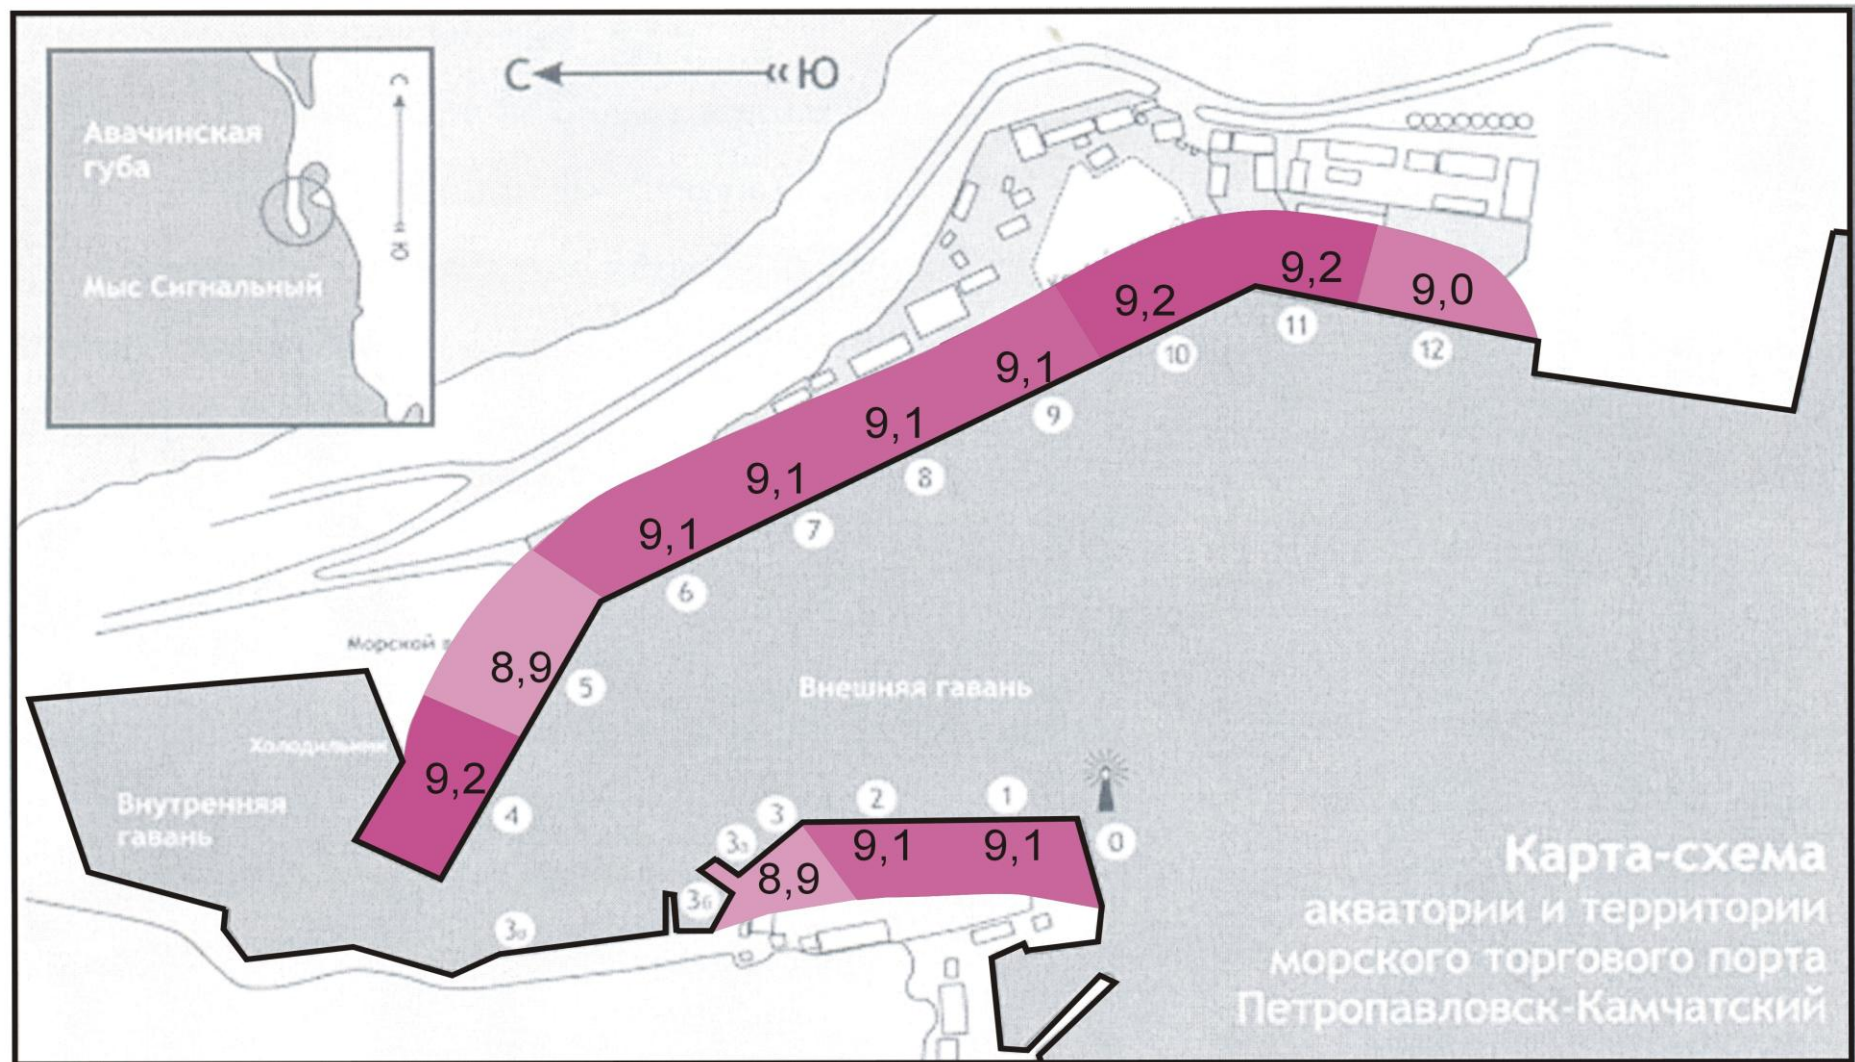 С Ю
С
Ю
Авачинская
губа
Мыс Сигнальный
9,2
9,2
9,0
11
12
10
9,1
9
9,1
8
9,1
7
9,1
6
Морской
8,9
5
Внешняя гавань
Холодильник
9,2
4
Внутренняя
гавань
3
2
1
0
9,1
9,1
8,9
3б
Карта-схема
акватории и территории
морского торгового порта
Петропавловск-Камчатский